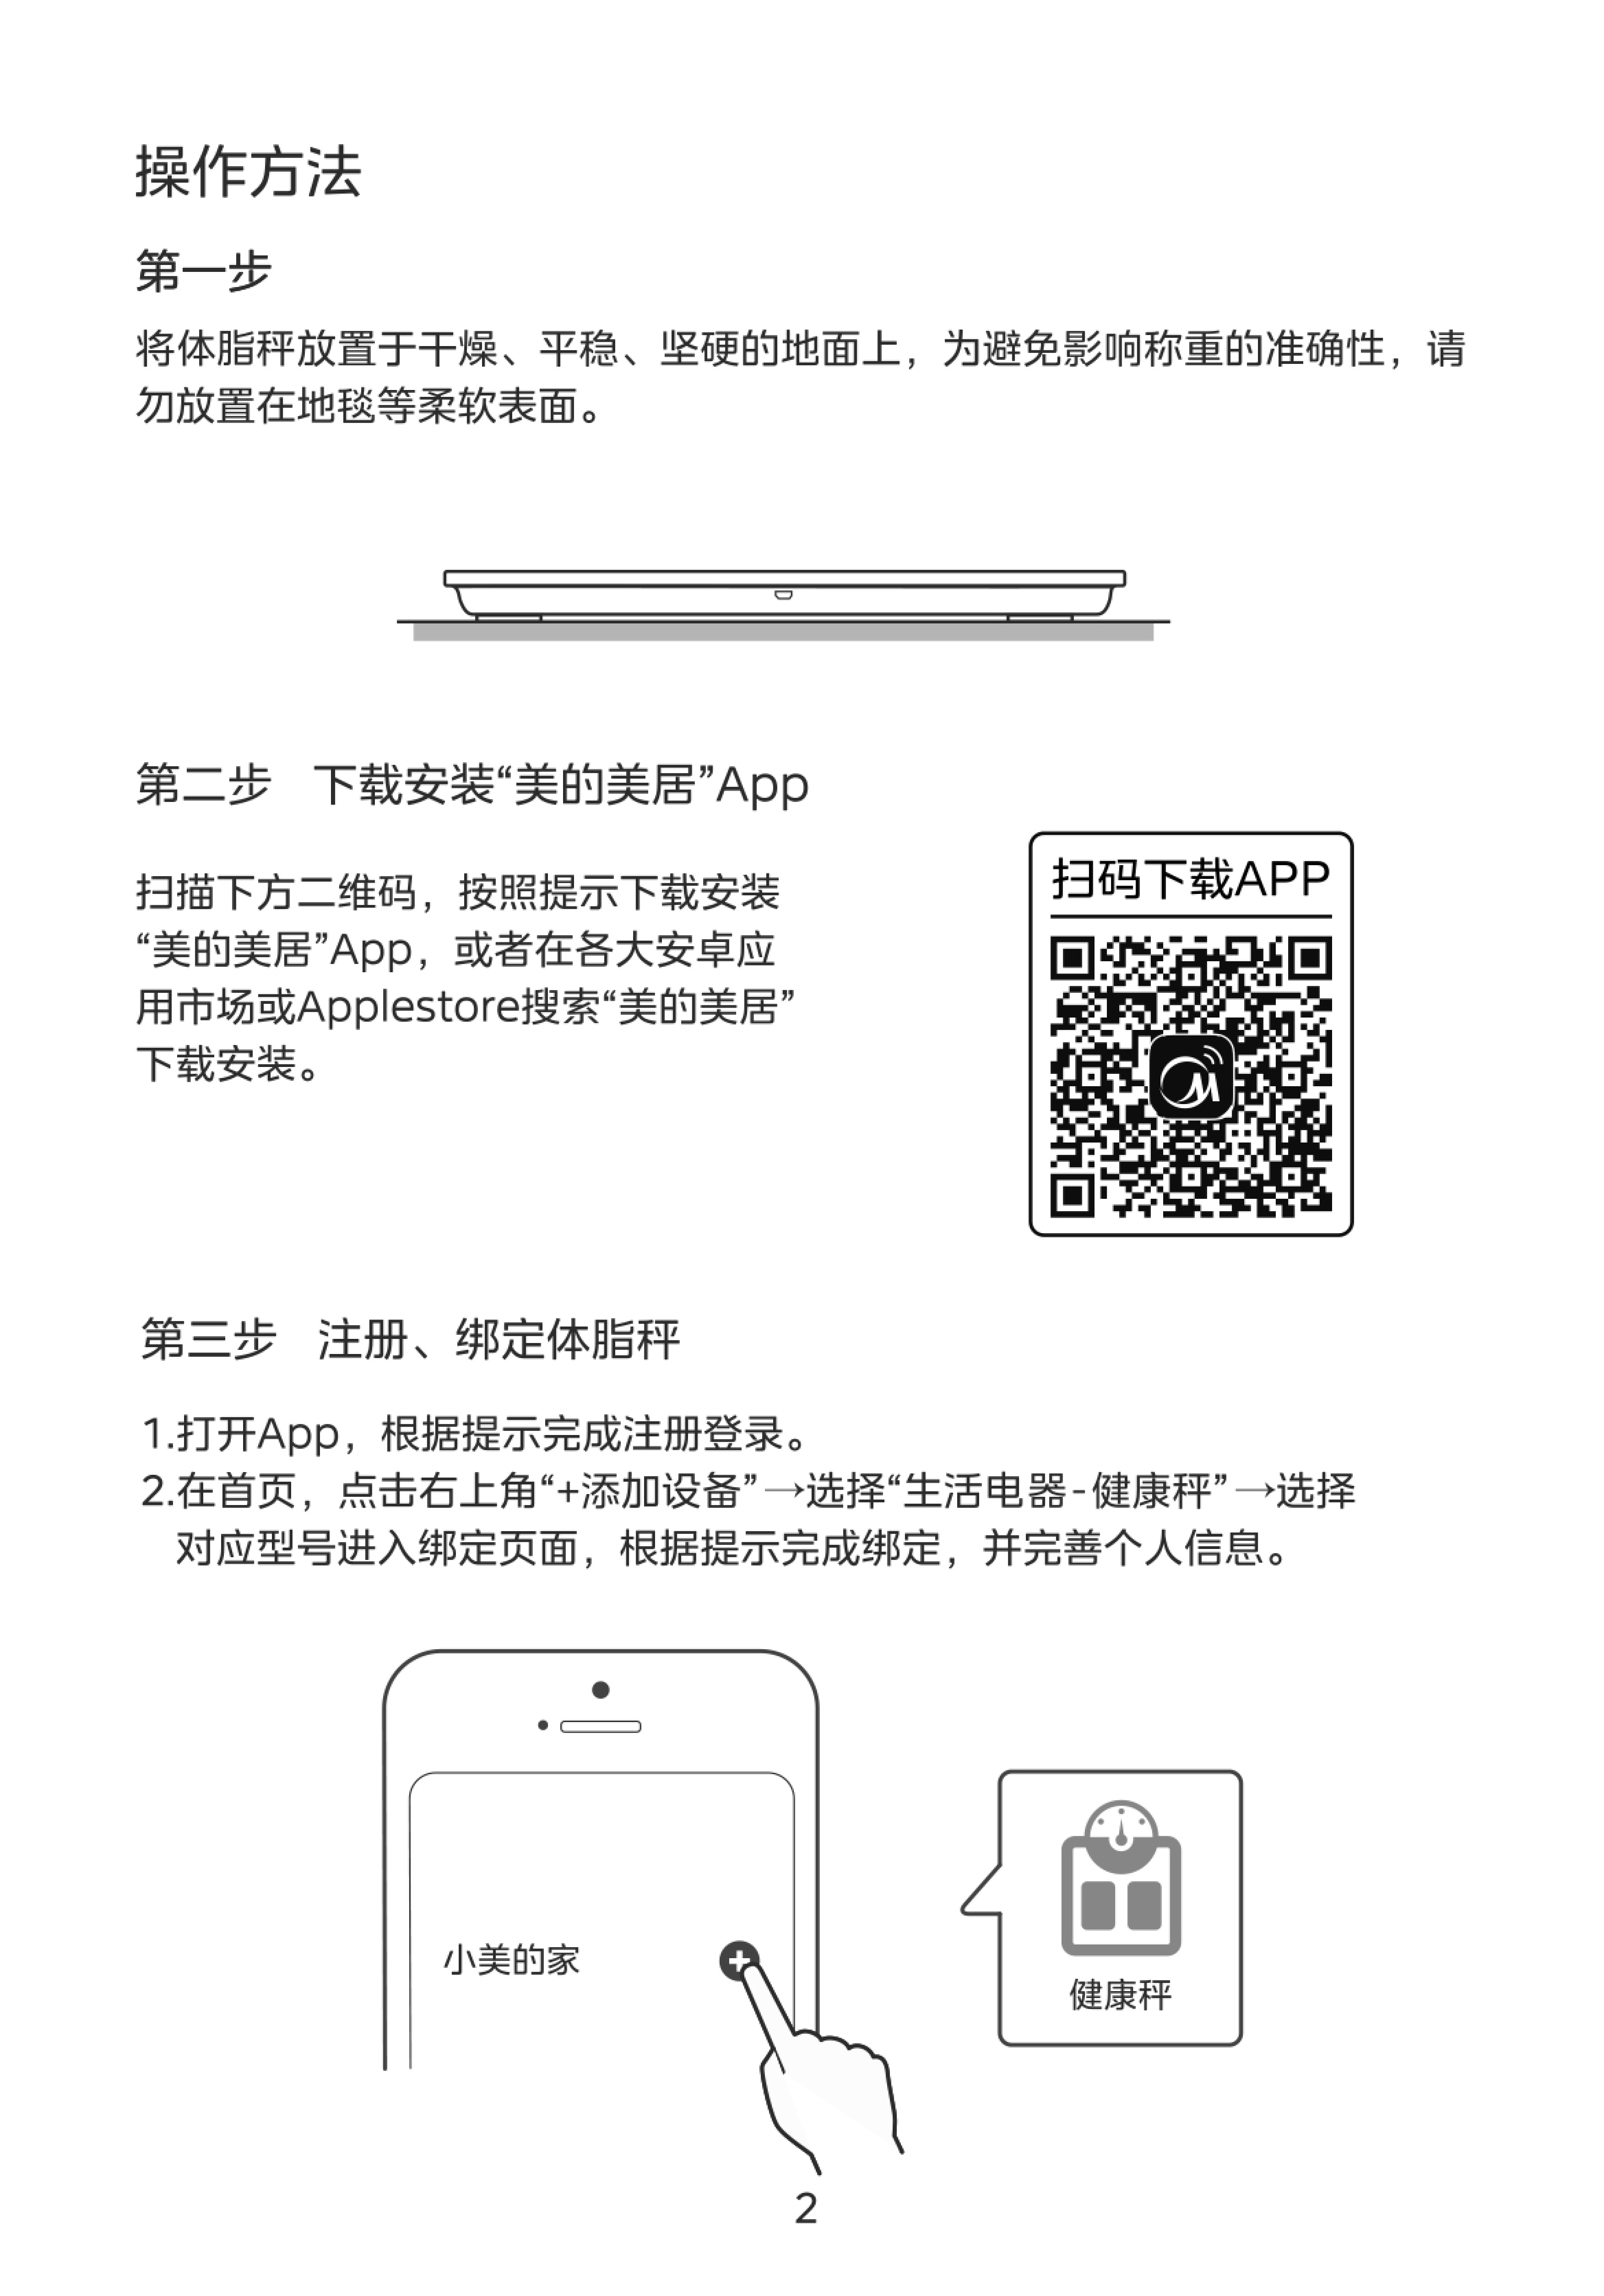 操作方法
第一步
将体脂秤放置于干燥、平稳、坚硬的地面上，为避免影响称重的准确性，请
勿放置在地毯等柔软表面。
第二步 下载安装“美的美居”App
扫描下方二维码，按照提示下载安装
“美的美居”App，或者在各大安卓应
用市场或Applestore搜索“美的美居”
下载安装。
扫码下载APP
第三步 注册、绑定体脂秤
1.打开App，根据提示完成注册登录。
2.在首页，点击右上角“+添加设备”→选择“生活电器-健康秤”→选择
对应型号进入绑定页面，根据提示完成绑定，并完善个人信息。
小美的家
健康秤
2